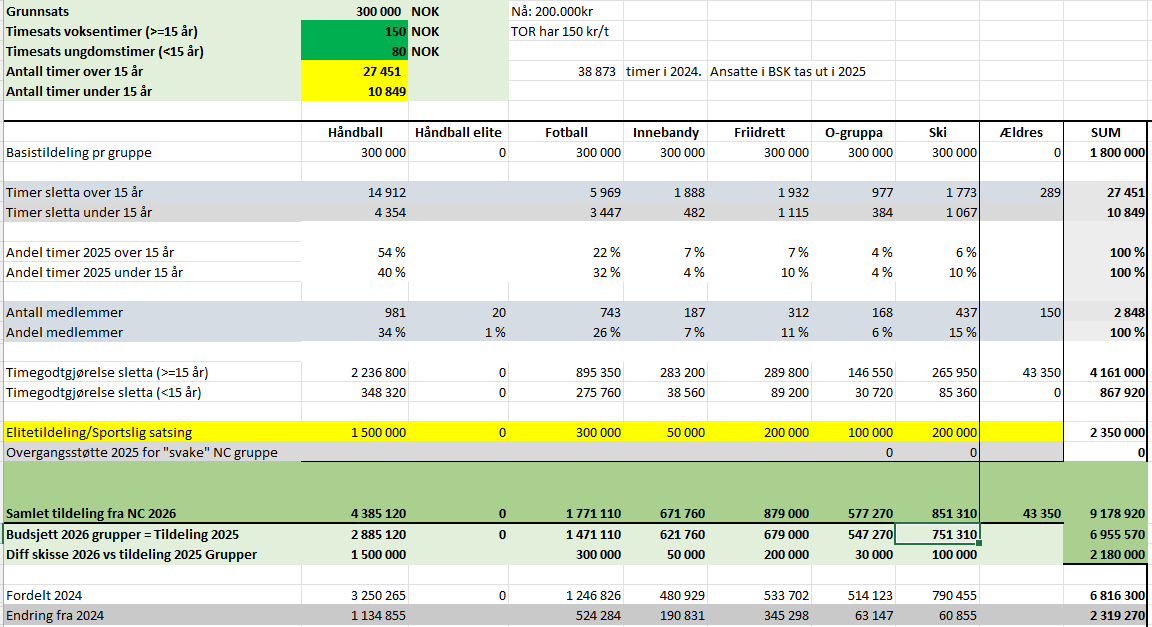 Grunnsats 300 000 NOK Nå: 200.000kr
Timesats voksentimer (>=15 år) 150 NOK TOR har 150 kr/t
Timesats ungdomstimer (<15 år) 80 NOK
Antall timer over 15 år 27 451 38 873 timer i 2024. Ansatte i BSK tas ut i 2025
Antall timer under 15 år 10 849
Håndball Håndball elite Fotball Innebandy Friidrett O-gruppa Ski Ældres SUM
Basistildeling pr gruppe 300 000 0 300 000 300 000 300 000 300 000 300 000 0 1 800 000
Timer sletta over 15 år 14 912 5 969 1 888 1 932 977 1 773 289 27 451
Timer sletta under 15 år 4 354 3 447 482 1 115 384 1 067 10 849
Andel timer 2025 over 15 år 54 % 22 % 7 % 7 % 4 % 6 % 100 %
Andel timer 2025 under 15 år 40 % 32 % 4 % 10 % 4 % 10 % 100 %
Antall medlemmer 981 20 743 187 312 168 437 150 2 848
Andel medlemmer 34 % 1 % 26 % 7 % 11 % 6 % 15 % 100 %
Timegodtgjørelse sletta (>=15 år) 2 236 800 0 895 350 283 200 289 800 146 550 265 950 43 350 4 161 000
Timegodtgjørelse sletta (<15 år) 348 320 0 275 760 38 560 89 200 30 720 85 360 0 867 920
Elitetildeling/Sportslig satsing 1 500 000 0 300 000 50 000 200 000 100 000 200 000 2 350 000
Overgangsstøtte 2025 for "svake" NC gruppe 0 0 0
Samlet tildeling fra NC 2026 4 385 120 0 1 771 110 671 760 879 000 577 270 851 310 43 350 9 178 920
Budsjett 2026 grupper = Tildeling 2025 2 885 120 0 1 471 110 621 760 679 000 547 270 751 310 6 955 570
Diff skisse 2026 vs tildeling 2025 Grupper 1 500 000 300 000 50 000 200 000 30 000 100 000 2 180 000
Fordelt 2024 3 250 265 0 1 246 826 480 929 533 702 514 123 790 455 6 816 300
Endring fra 2024 1 134 855 524 284 190 831 345 298 63 147 60 855 2 319 270